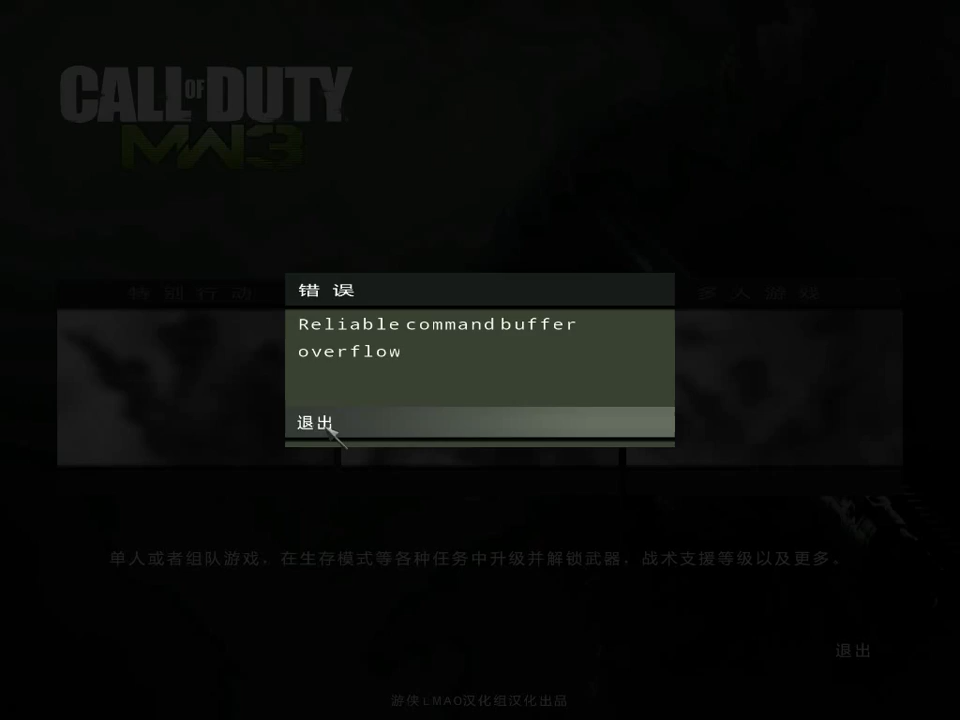 CALL OF DUTY
MW3
特别行动
多人游戏
错误
Reliable command buffer
overflow
退出
单人或者组队游戏，在生存模式等各种任务中升级并解锁武器，战术支援等级以及更多。
退出
游侠LMAO汉化组汉化出品